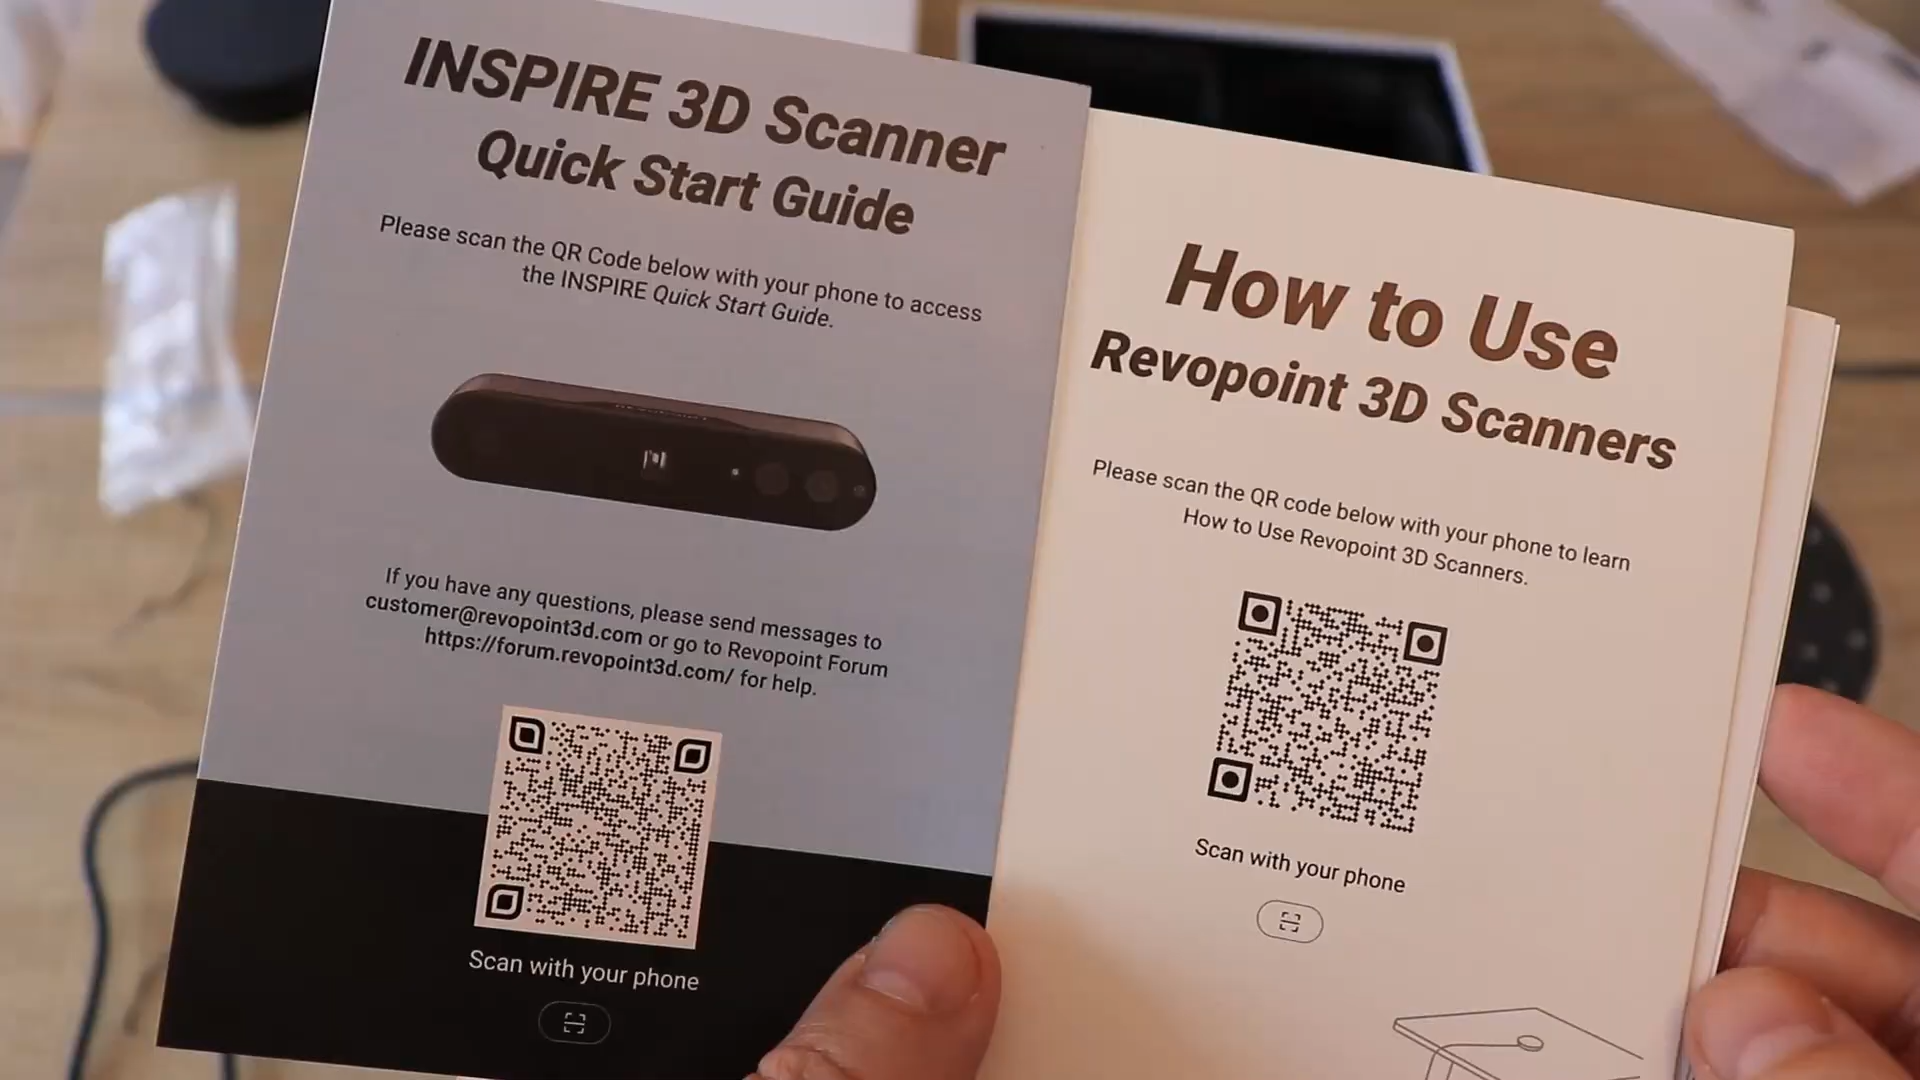 INSPIRE 3D Scanner
Quick Start Guide
Please scan the QR Code below with your phone to access
the INSPIRE Quick Start Guide.
If you have any questions, please send messages to
customer@revopoint3d.com or go to Revopoint Forum
https://forum.revopoint3d.com/ for help.
Scan with your phone
How to Use
Revopoint 3D Scanners
Please scan the QR code below with your phone to learn
How to Use Revopoint 3D Scanners.
Scan with your phone